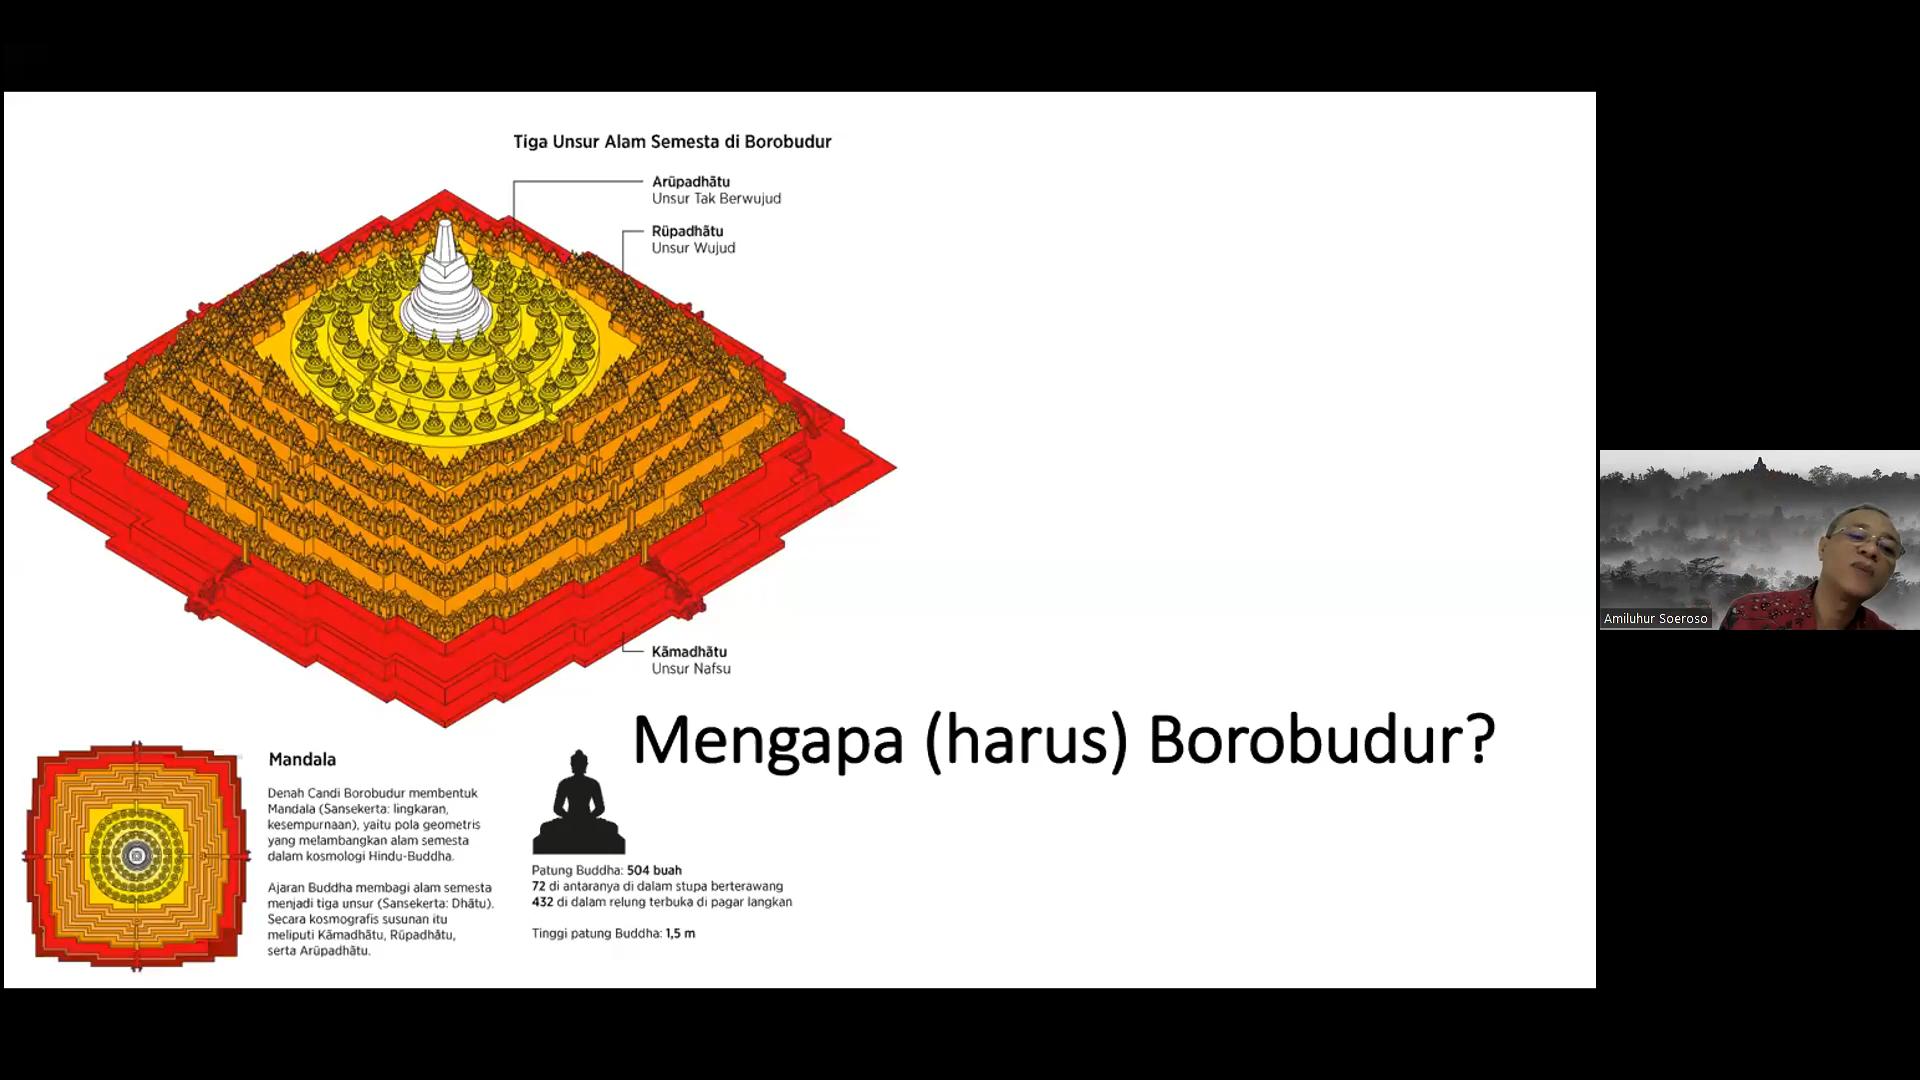 Tiga Unsur Alam Semesta di Borobudur
Arūpadhātu
Unsur Tak Berwujud
Rūpadhātu
Unsur Wujud
Kāmadhātu
Unsur Nafsu
Mengapa (harus) Borobudur?
Mandala
Denah Candi Borobudur membentuk
Mandala (Sansekerta: lingkaran,
kesempurnaan), yaitu pola geometris
yang melambangkan alam semesta
dalam kosmologi Hindu-Buddha.
Ajaran Buddha membagi alam semesta
menjadi tiga unsur (Sansekerta: Dhātu).
Secara kosmografis susunan itu
meliputi Kāmadhātu, Rūpadhātu,
serta Arūpadhātu.
Patung Buddha: 504 buah
72 di antaranya di dalam stupa berterawang
432 di dalam relung terbuka di pagar langkan
Tinggi patung Buddha: 1,5 m
Amiluhur Soeroso